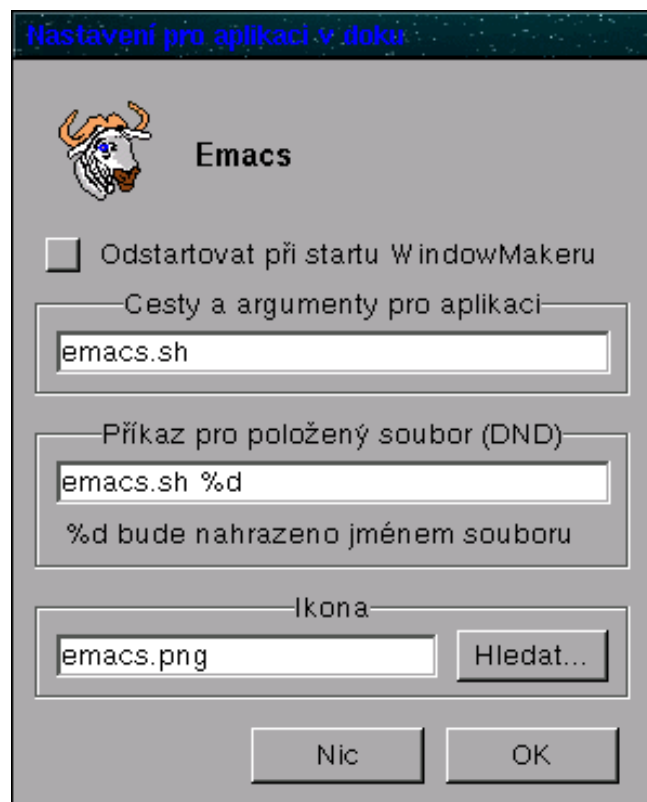 Nastavení pro aplikaci v doku
Emacs
Odstartovat při startu WindowMakeru
Cesty a argumenty pro aplikaci
emacs.sh
Příkaz pro položený soubor (DND)
emacs.sh %d
%d bude nahrazeno jménem souboru
Ikona
emacs.png
Hledat...
Nic
OK